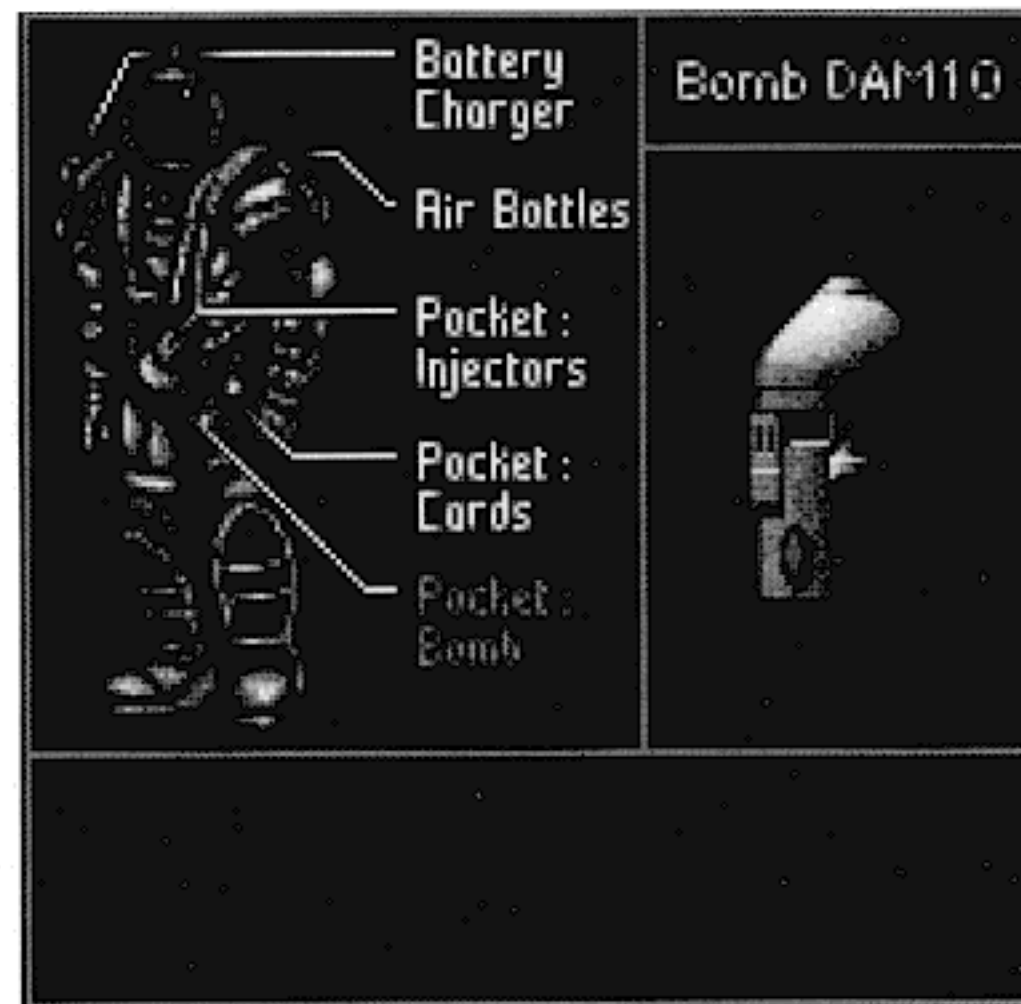 Battery
Charger
Air Bottles
Pocket :
Injectors
Pocket :
Cards
Pocket :
Bomb
Bomb DAM10